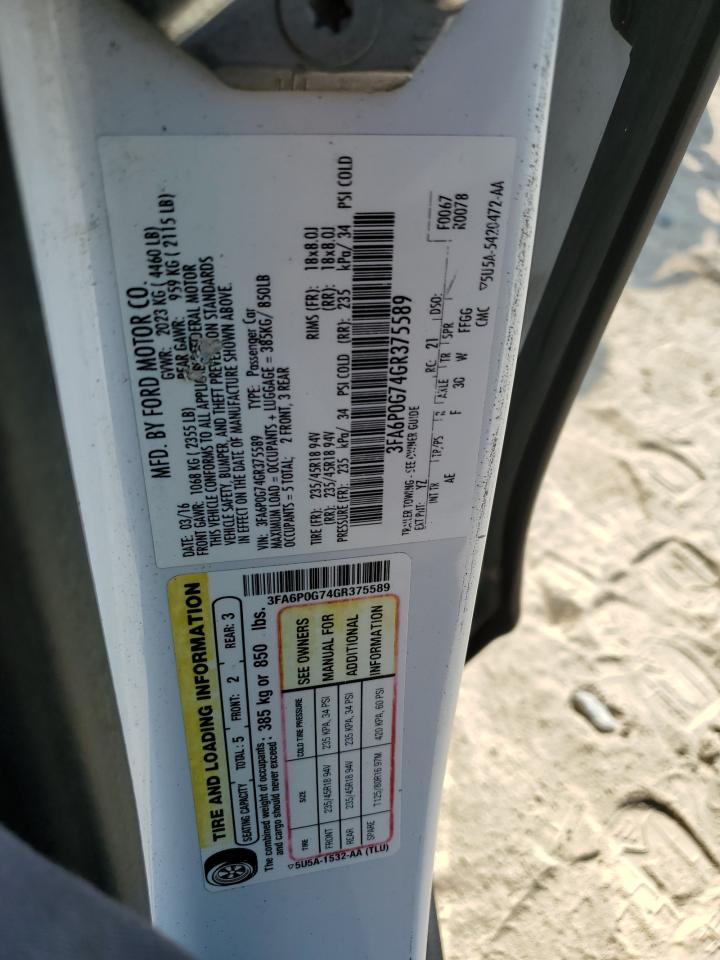 MFD. BY FORD MOTOR CO.
DATE: 03/16 GVWR: 2023 KG ( 4460 LB)
FRONT GAWR: 1068 KG ( 2355 LB) REAR GAWR: 959 KG ( 2115 LB)
THIS VEHICLE CONFORMS TO ALL APPLICABLE FEDERAL MOTOR
VEHICLE SAFETY, BUMPER, AND THEFT PREVENTION STANDARDS
IN EFFECT ON THE DATE OF MANUFACTURE SHOWN ABOVE.
VIN: 3FA6P0G74GR375589 TYPE: Passenger Car
MAXIMUM LOAD = OCCUPANTS + LUGGAGE = 385KG/ 850LB
OCCUPANTS = 5 TOTAL: 2 FRONT, 3 REAR
TIRE (FR): 235/45R18 94V RIMS (FR): 18x8.0J
(RR): 235/45R18 94V (RR): 18x8.0J
PRESSURE (FR): 235 kPa/ 34 PSI COLD (RR): 235 kPa/ 34 PSI COLD
3FA6P0G74GR375589
TRAILER TOWING - SEE OWNER GUIDE
EXT PNT: YZ RC: 21 DSO: F0067
R0078
INT TR TP/PS R AXLE TR SPR
AE 2 F 30 W FFGG
CMC
▽5U5A-5420472-AA
TIRE AND LOADING INFORMATION
SEATING CAPACITY TOTAL: 5 FRONT: 2 REAR: 3
The combined weight of occupants
and cargo should never exceed: 385 kg or 850 lbs.
3FA6P0G74GR375589
TIRE SIZE COLD TIRE PRESSURE
FRONT 235/45R18 94V 235 KPA, 34 PSI
REAR 235/45R18 94V 235 KPA, 34 PSI
SPARE T125/80R16 97M 420 KPA, 60 PSI
SEE OWNERS
MANUAL FOR
ADDITIONAL
INFORMATION
▽5U5A-1532-AA (TLU)